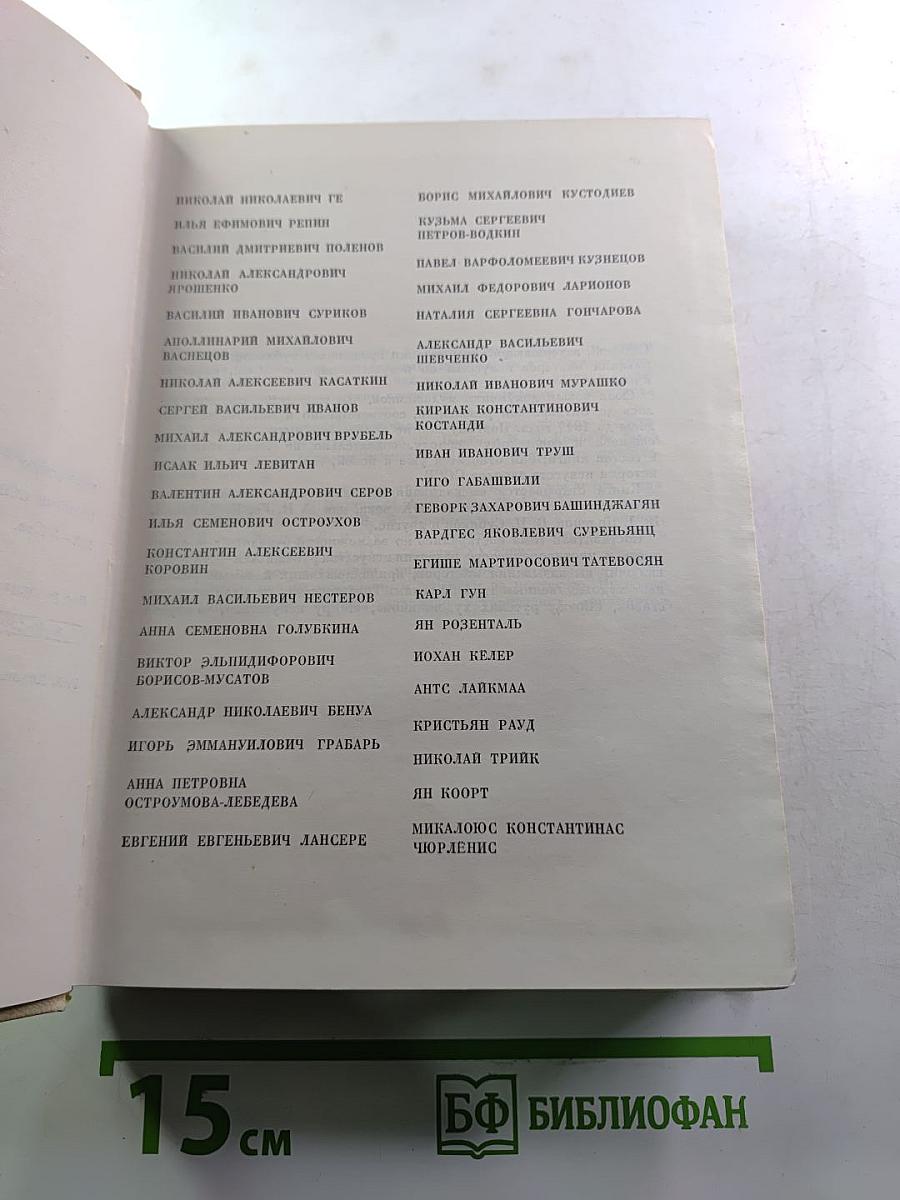 НИКОЛАЙ НИКОЛАЕВИЧ ГЕ
ИЛЬЯ ЕФИМОВИЧ РЕПИН
ВАСИЛИЙ ДМИТРИЕВИЧ ПОЛЕНОВ
НИКОЛАЙ АЛЕКСАНДРОВИЧ
ЯРОШЕНКО
ВАСИЛИЙ ИВАНОВИЧ СУРИКОВ
АПОЛЛИНАРИЙ МИХАЙЛОВИЧ
ВАСНЕЦОВ
НИКОЛАЙ АЛЕКСЕЕВИЧ КАСАТКИН
СЕРГЕЙ ВАСИЛЬЕВИЧ ИВАНОВ
МИХАИЛ АЛЕКСАНДРОВИЧ ВРУБЕЛЬ
ИСААК ИЛЬИЧ ЛЕВИТАН
ВАЛЕНТИН АЛЕКСАНДРОВИЧ СЕРОВ
ИЛЬЯ СЕМЕНОВИЧ ОСТРОУХОВ
КОНСТАНТИН АЛЕКСЕЕВИЧ
КОРОВИН
МИХАИЛ ВАСИЛЬЕВИЧ НЕСТЕРОВ
АННА СЕМЕНОВНА ГОЛУБКИНА
ВИКТОР ЭЛЬПИДИФОРОВИЧ
БОРИСОВ-МУСАТОВ
АЛЕКСАНДР НИКОЛАЕВИЧ БЕНУА
ИГОРЬ ЭММАНУИЛОВИЧ ГРАБАРЬ
АННА ПЕТРОВНА
ОСТРОУМОВА-ЛЕБЕДЕВА
ЕВГЕНИЙ ЕВГЕНЬЕВИЧ ЛАНСЕРЕ
БОРИС МИХАЙЛОВИЧ КУСТОДИЕВ
КУЗЬМА СЕРГЕЕВИЧ
ПЕТРОВ-ВОДКИН
ПАВЕЛ ВАРФОЛОМЕЕВИЧ КУЗНЕЦОВ
МИХАИЛ ФЕДОРОВИЧ ЛАРИОНОВ
НАТАЛИЯ СЕРГЕЕВНА ГОНЧАРОВА
АЛЕКСАНДР ВАСИЛЬЕВИЧ
ШЕВЧЕНКО
НИКОЛАЙ ИВАНОВИЧ МУРАШКО
КИРИАК КОНСТАНТИНОВИЧ
КОСТАНДИ
ИВАН ИВАНОВИЧ ТРУШ
ГИГО ГАБАШВИЛИ
ГЕВОРК ЗАХАРОВИЧ БАШИНДЖАГЯН
ВАРДГЕС ЯКОВЛЕВИЧ СУРЕНЬЯНЦ
ЕГИШЕ МАРТИРОСОВИЧ ТАТЕВОСЯН
КАРЛ ГУН
ЯН РОЗЕНТАЛЬ
ИОХАН КЁЛЕР
АНТС ЛАЙКМАА
КРИСТЬЯН РАУД
НИКОЛАЙ ТРИЙК
ЯН КООРТ
МИКАЛОЮС КОНСТАНТИНАС
ЧЮРЛЁНИС
15 см
БФ БИБЛИОФАН